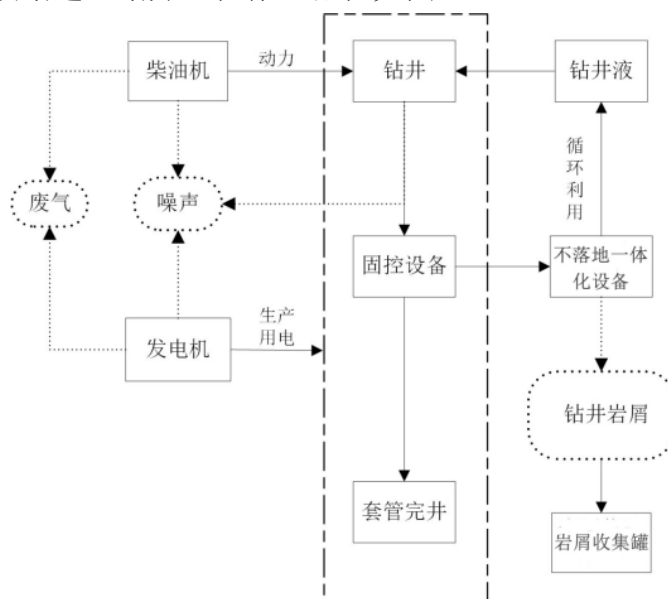 柴油机
动力
钻井
钻井液
循
环
利
用
废气
噪声
固控设备
不落地一体
化设备
生产
用电
发电机
钻井岩屑
套管完井
岩屑收集罐